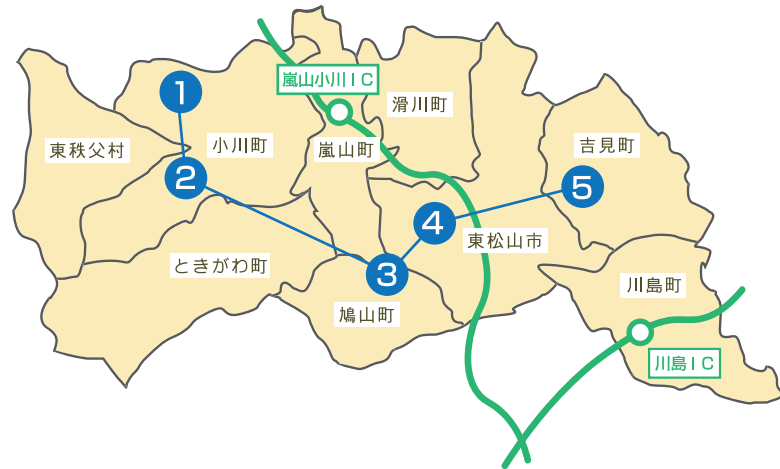 嵐山小川IC
1
滑川町
東秩父村
小川町
嵐山町
吉見町
2
5
4
東松山市
ときがわ町
3
川島町
鳩山町
川島IC